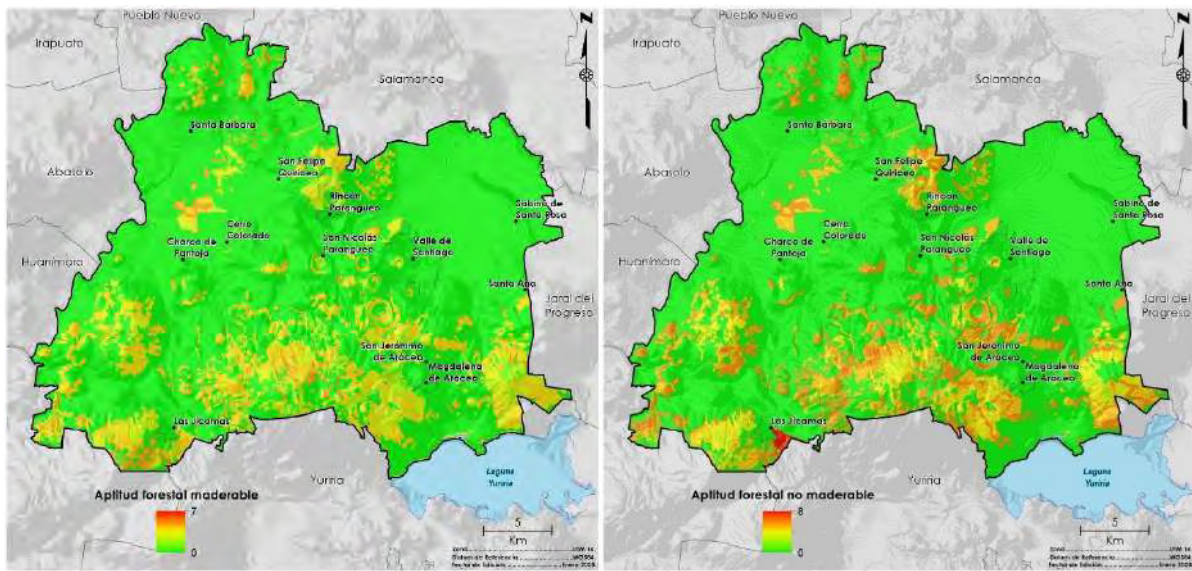 Pueblo Nuevo
Irapuato
Salamanca
Santa Barbara
San Felipe
Quiriceo
Abasolo
Rincon
Parangueo
Sabino de
Santa Rosa
Cerro
Colorado
San Nicolas
Parangueo
Valle de
Santiago
Charco de
Pantoja
Huanímaro
Santa Ana
Jaral del
Progreso
San Jeronimo
de Araceo
Magdalena
de Araceo
Las Jicamas
Yuriria
Laguna
Yuriria
Aptitud forestal maderable
7
0
5
Km
Pueblo Nuevo
Irapuato
Salamanca
Santa Barbara
San Felipe
Quiriceo
Abasolo
Rincon
Parangueo
Sabino de
Santa Rosa
Cerro
Colorado
San Nicolas
Parangueo
Valle de
Santiago
Charco de
Pantoja
Huanímaro
Santa Ana
Jaral del
Progreso
San Jeronimo
de Araceo
Magdalena
de Araceo
Las Jicamas
Yuriria
Laguna
Yuriria
Aptitud forestal no maderable
8
0
5
Km